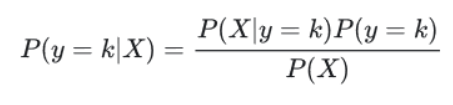 P(y = k|X) = P(X|y = k)P(y = k) / P(X)